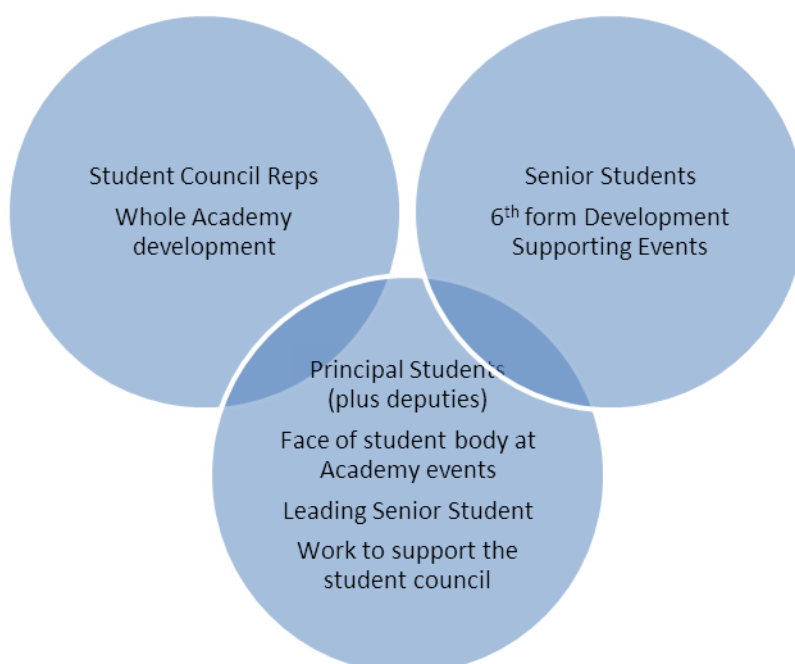 Student Council Reps
Whole Academy
development
Senior Students
6th form Development
Supporting Events
Principal Students
(plus deputies)
Face of student body at
Academy events
Leading Senior Student
Work to support the
student council